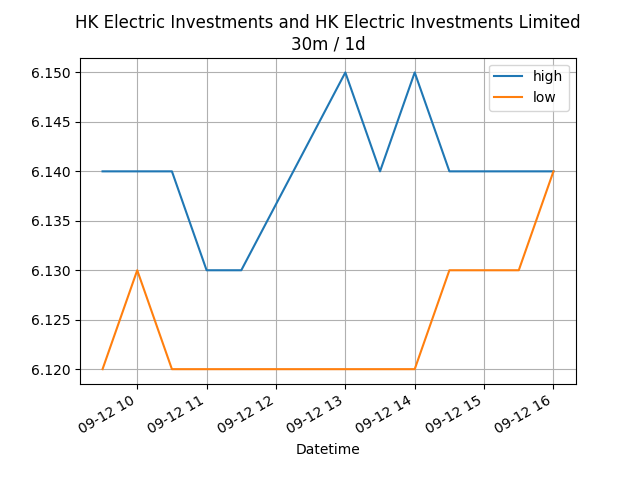 HK Electric Investments and HK Electric Investments Limited
30m / 1d
high
low
6.150
6.145
6.140
6.135
6.130
6.125
6.120
09-12 10
09-12 11
09-12 12
09-12 13
09-12 14
09-12 15
09-12 16
Datetime